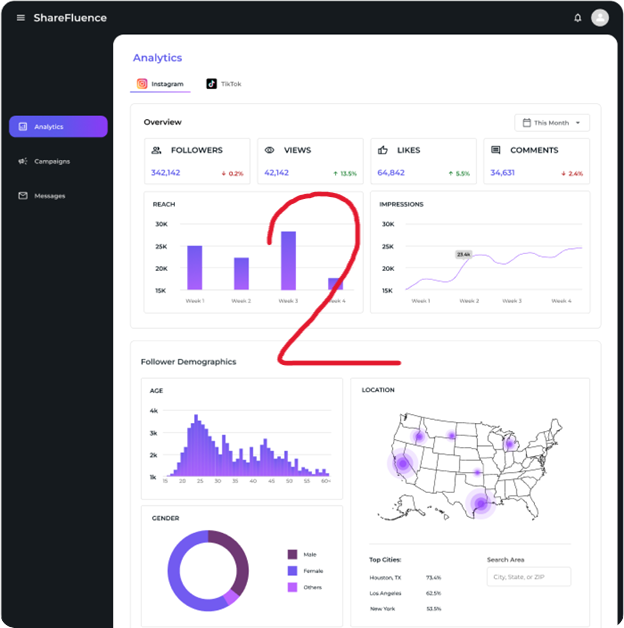 ShareFluence
Analytics
Instagram TikTok
Analytics
Campaigns
Messages
Overview This Month
FOLLOWERS VIEWS LIKES COMMENTS
342,142 ↓ 0.2% 42,142 ↑ 13.5% 64,842 ↑ 5.5% 34,631 ↓ 2.4%
REACH
30K
25K
20K
15K
Week 1 Week 2 Week 3 Week 4
IMPRESSIONS
30K
25K
23.4k
20K
15K
Week 1 Week 2 Week 3 Week 4
2
Follower Demographics
AGE
4k
3k
2k
1k
15 20 25 30 35 40 45 50 55 60+
LOCATION
GENDER
Male
Female
Others
Top Cities:
Houston, TX 73.4%
Los Angeles 62.5%
New York 53.5%
Search Area
City, State, or ZIP